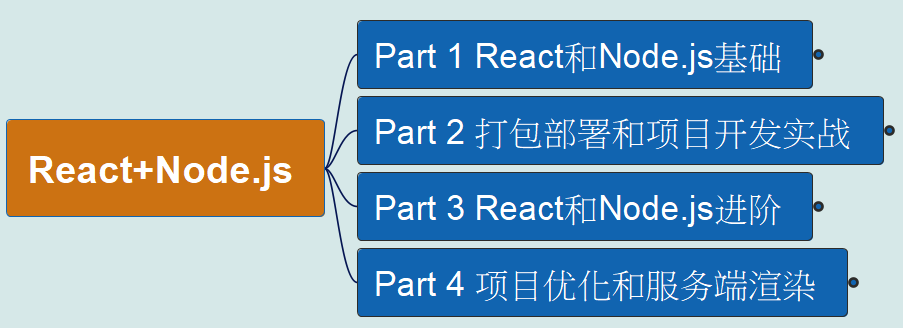 React+Node.js
Part 1 React和Node.js基础
Part 2 打包部署和项目开发实战
Part 3 React和Node.js进阶
Part 4 项目优化和服务端渲染